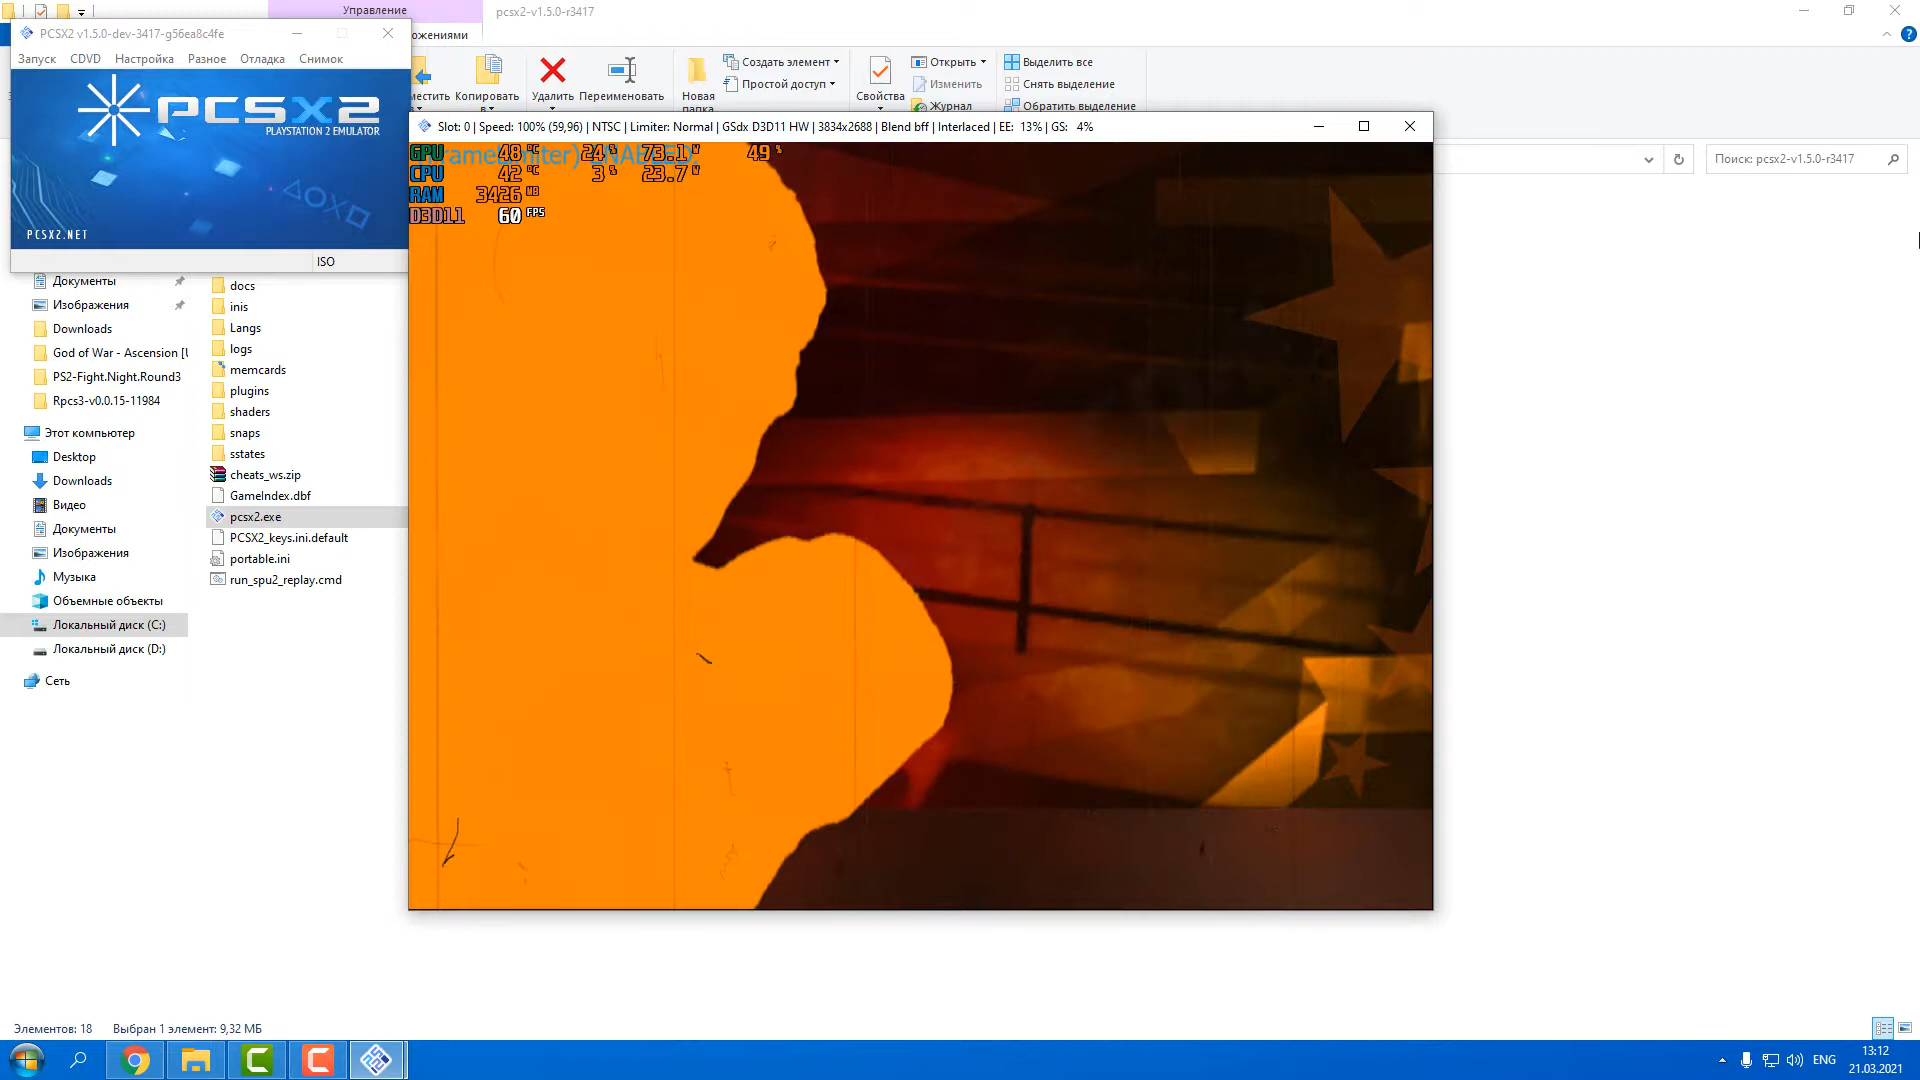 Управление
pcsx2-v1.5.0-r3417
PCSX2 v1.5.0-dev-3417-g56ea8c4fe
Запуск CDVD Настройка Разное Отладка Снимок
PCSX2
PLAYSTATION 2 EMULATOR
PCSX2.NET
ISO
ожениями
местить
Копировать
в
Удалить
Переименовать
Новая
папка
Создать элемент
Простой доступ
Свойства
Открыть
Изменить
Журнал
Выделить все
Снять выделение
Обратить выделение
Поиск: pcsx2-v1.5.0-r3417
Slot: 0 | Speed: 100% (59,96) | NTSC | Limiter: Normal | GSdx D3D11 HW | 3834x2688 | Blend bff | Interlaced | EE: 13% | GS: 4%
GPU 48 °C 24 % 73.1 W 49 %
CPU 42 °C 3 % 23.7 W
RAM 3426 MB
D3D11 60 FPS
Документы
Изображения
Downloads
God of War - Ascension [U
PS2-Fight.Night.Round3
Rpcs3-v0.0.15-11984
Этот компьютер
Desktop
Downloads
Видео
Документы
Изображения
Музыка
Объемные объекты
Локальный диск (C:)
Локальный диск (D:)
Сеть
docs
inis
Langs
logs
memcards
plugins
shaders
snaps
sstates
cheats_ws.zip
GameIndex.dbf
pcsx2.exe
PCSX2_keys.ini.default
portable.ini
run_spu2_replay.cmd
Элементов: 18 Выбран 1 элемент: 9,32 МБ
ENG
13:12
21.03.2021